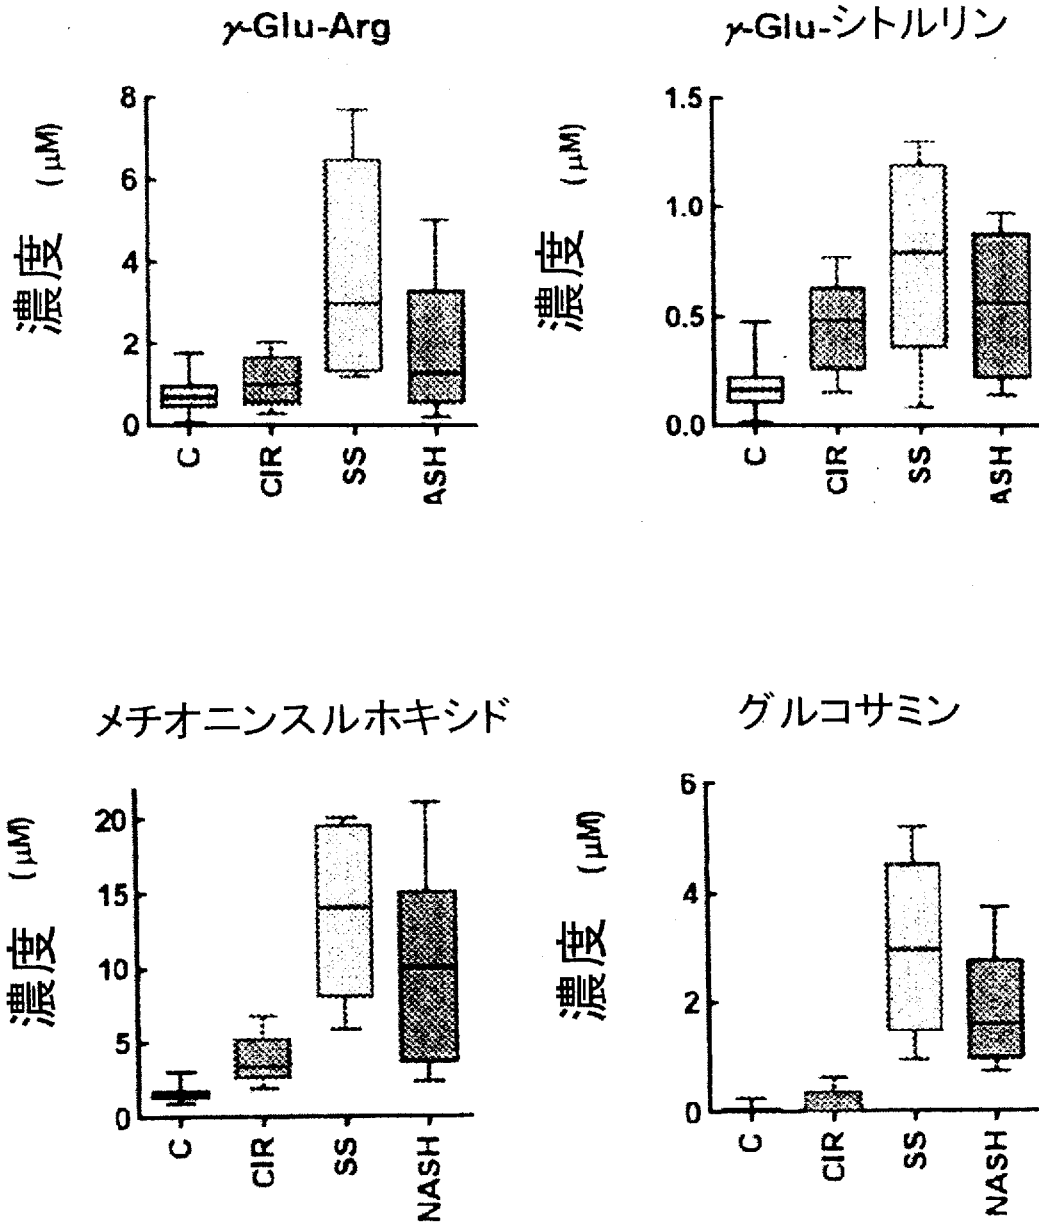 γ-Glu-Arg
8
6
4
2
0
濃度 (μM)
C
CIR
SS
ASH
γ-Glu-シトルリン
1.5
1.0
0.5
0.0
濃度 (μM)
C
CIR
SS
ASH
メチオニンスルホキシド
20
15
10
5
0
濃度 (μM)
C
CIR
SS
NASH
グルコサミン
6
4
2
0
濃度 (μM)
C
CIR
SS
NASH